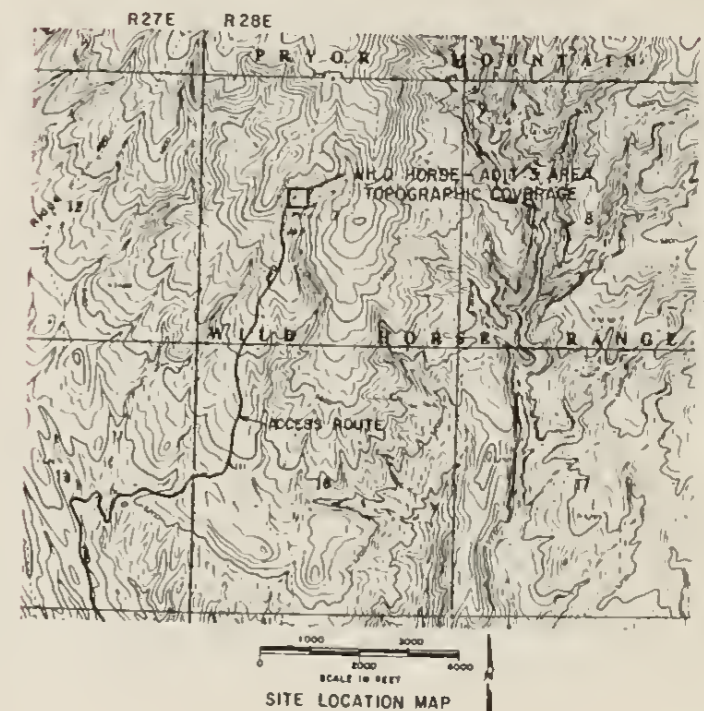 R27E R28E
PRYOR MOUNTAIN
WILD HORSE - ADIT 3 AREA
TOPOGRAPHIC COVERAGE
12
7
8
WILD HORSE RANGE
ACCESS ROUTE
13
18
17
1000 3000
0 2000 6000
SCALE IN FEET
N
SITE LOCATION MAP